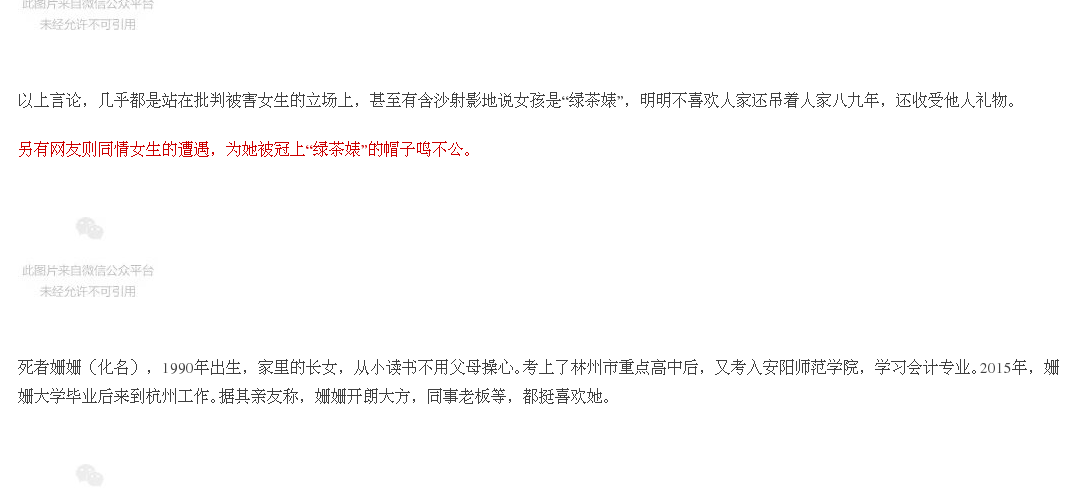 此图片来自微信公众平台
未经允许不可引用
以上言论，几乎都是站在批判被害女生的立场上，甚至有含沙射影地说女孩是“绿茶婊”，明明不喜欢人家还吊着人家八九年，还收受他人礼物。
另有网友则同情女生的遭遇，为她被冠上“绿茶婊”的帽子鸣不公。
此图片来自微信公众平台
未经允许不可引用
死者姗姗（化名），1990年出生，家里的长女，从小读书不用父母操心。考上了林州市重点高中后，又考入安阳师范学院，学习会计专业。2015年，姗
姗大学毕业后来到杭州工作。据其亲友称，姗姗开朗大方，同事老板等，都挺喜欢她。